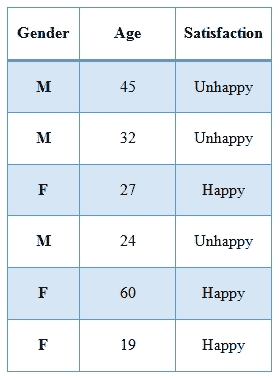 Gender Age Satisfaction
M 45 Unhappy
M 32 Unhappy
F 27 Happy
M 24 Unhappy
F 60 Happy
F 19 Happy